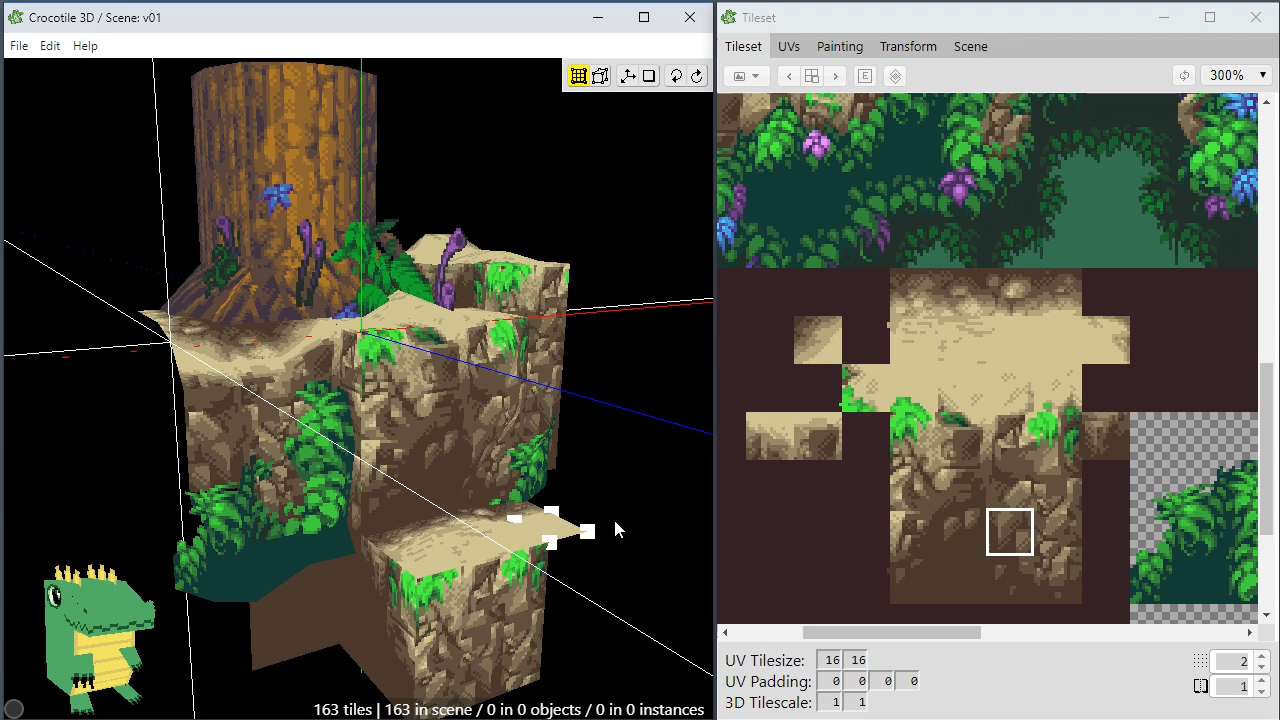 Crocotile 3D / Scene: v01
File Edit Help
163 tiles | 163 in scene / 0 in 0 objects / 0 in 0 instances
Tileset
Tileset UVs Painting Transform Scene
E 300%
UV Tilesize: 16 16
UV Padding: 0 0 0 0
3D Tilescale: 1 1
2
1